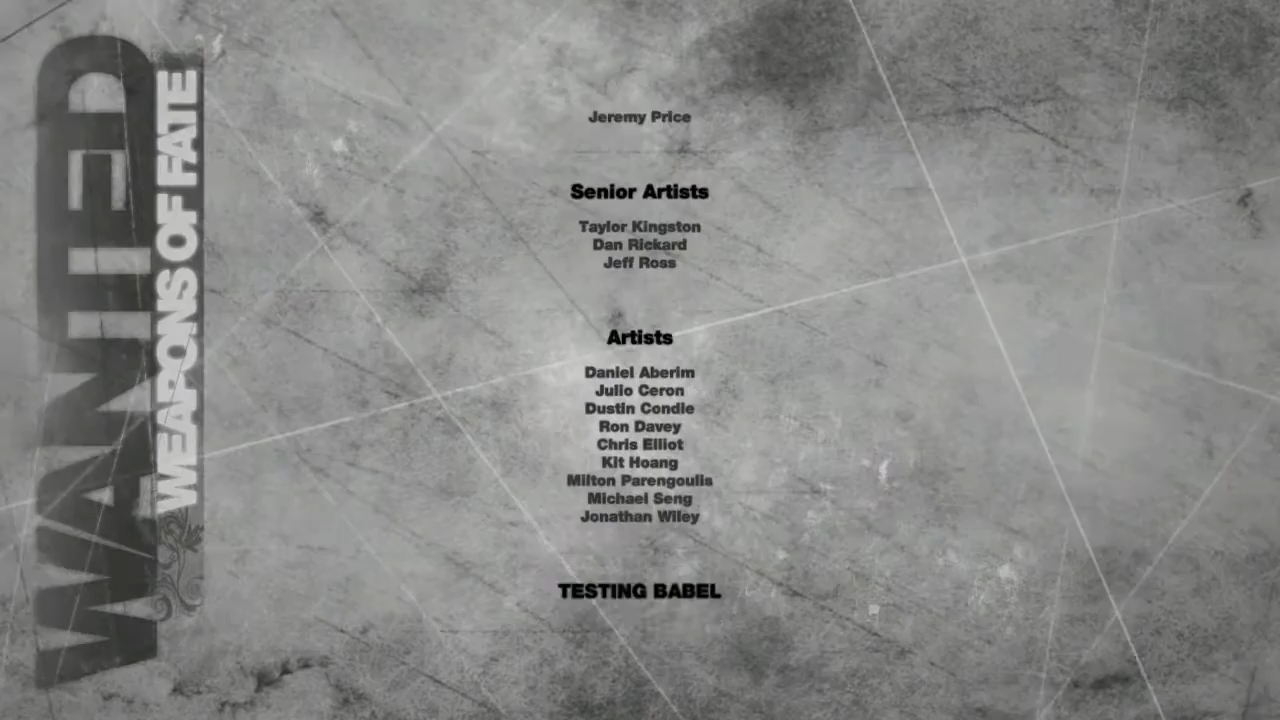 WANTED
WEAPONS OF FATE
Jeremy Price
Senior Artists
Taylor Kingston
Dan Rickard
Jeff Ross
Artists
Daniel Aberim
Julio Ceron
Dustin Condie
Ron Davey
Chris Elliot
Kit Hoang
Milton Parengoulis
Michael Seng
Jonathan Wiley
TESTING BABEL